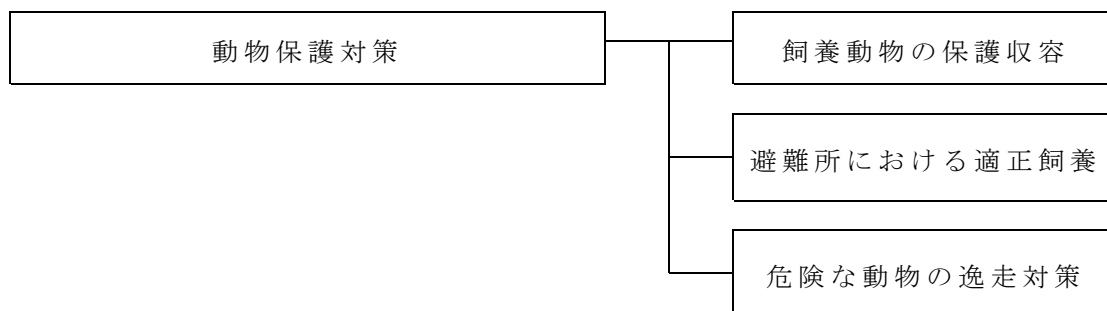 動物保護対策
飼養動物の保護収容
避難所における適正飼養
危険な動物の逸走対策